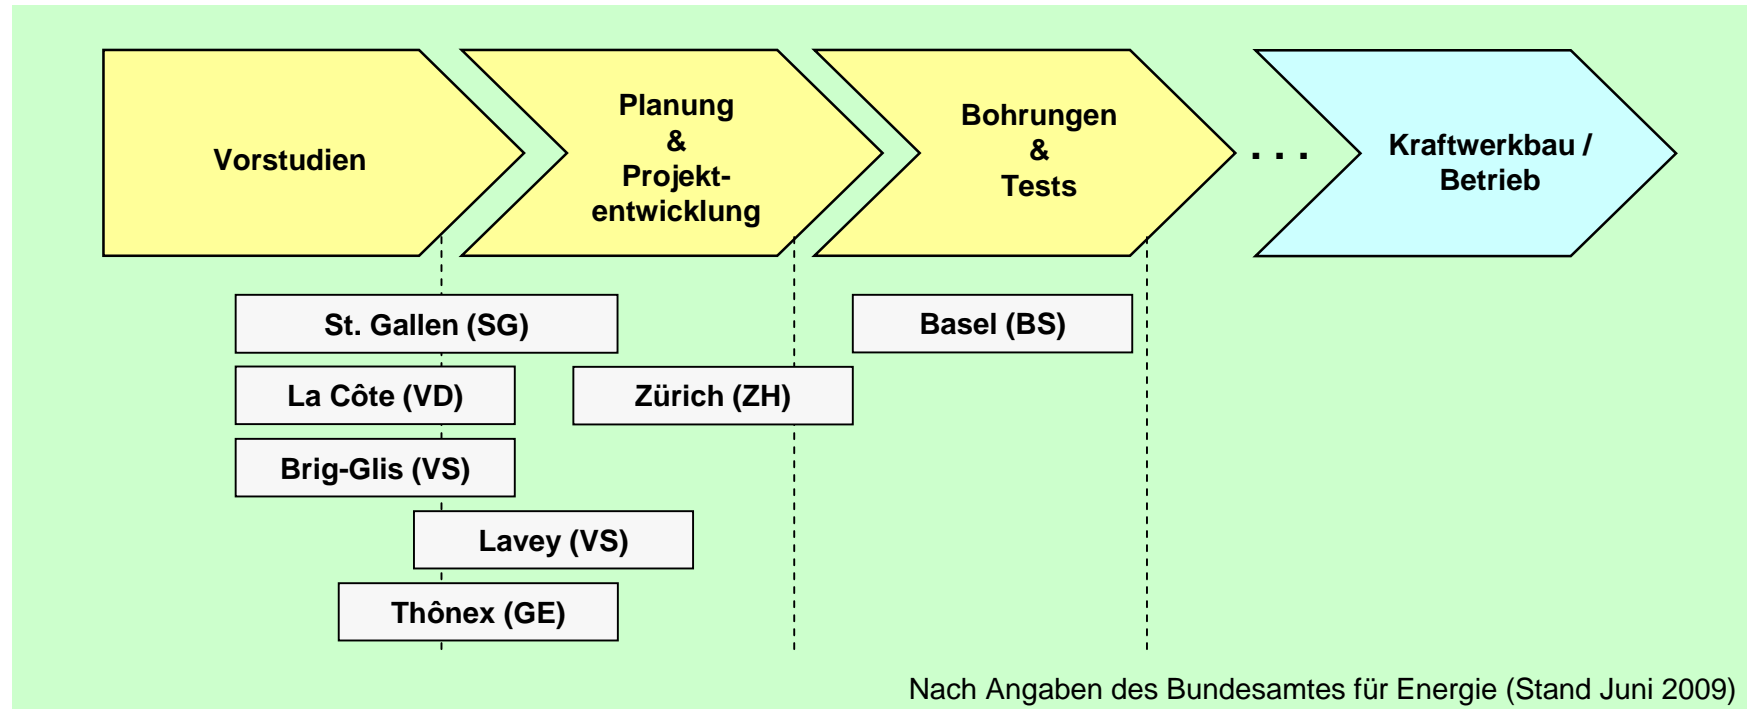 Vorstudien
Planung
&
Projekt-
entwicklung
Bohrungen
&
Tests
. . .
Kraftwerkbau /
Betrieb
St. Gallen (SG)
Basel (BS)
La Côte (VD)
Zürich (ZH)
Brig-Glis (VS)
Lavey (VS)
Thônex (GE)
Nach Angaben des Bundesamtes für Energie (Stand Juni 2009)